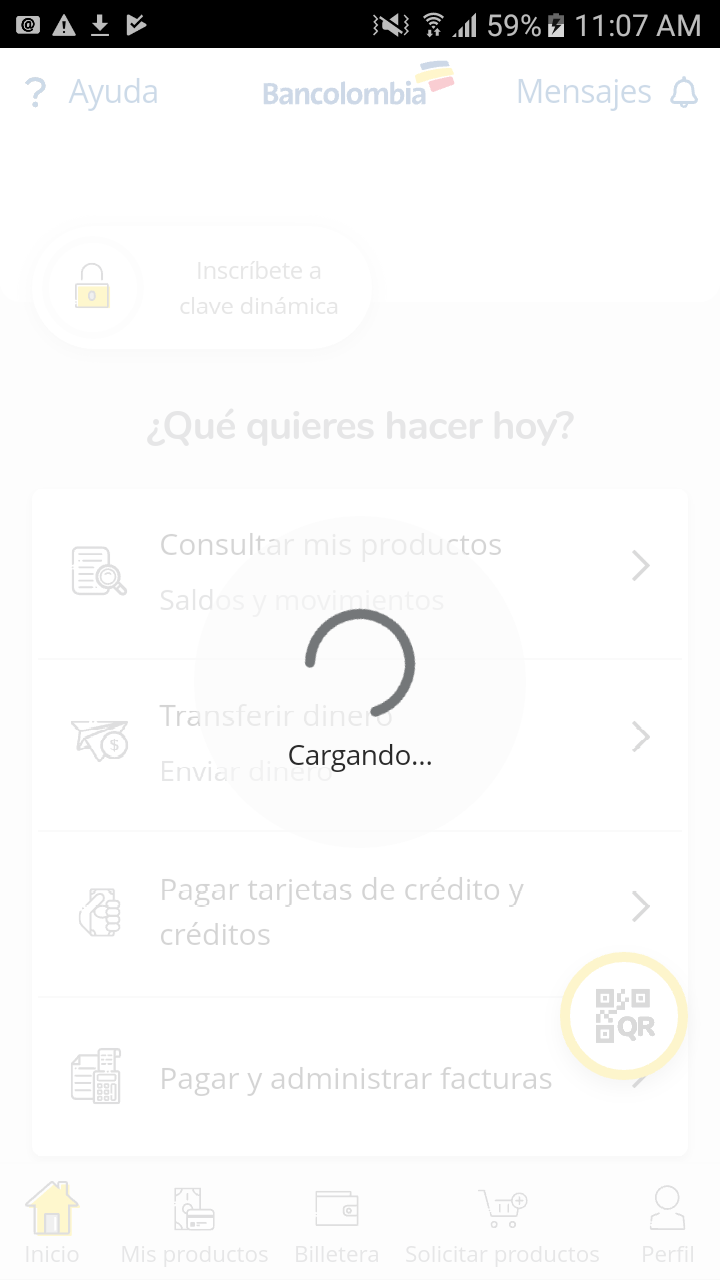 59% 11:07 AM
? Ayuda
Bancolombia
Mensajes
Inscríbete a
clave dinámica
¿Qué quieres hacer hoy?
Consultar mis productos
Saldos y movimientos
Transferir dinero
Enviar dinero
Cargando...
Pagar tarjetas de crédito y
créditos
QR
Pagar y administrar facturas
Inicio
Mis productos
Billetera
Solicitar productos
Perfil